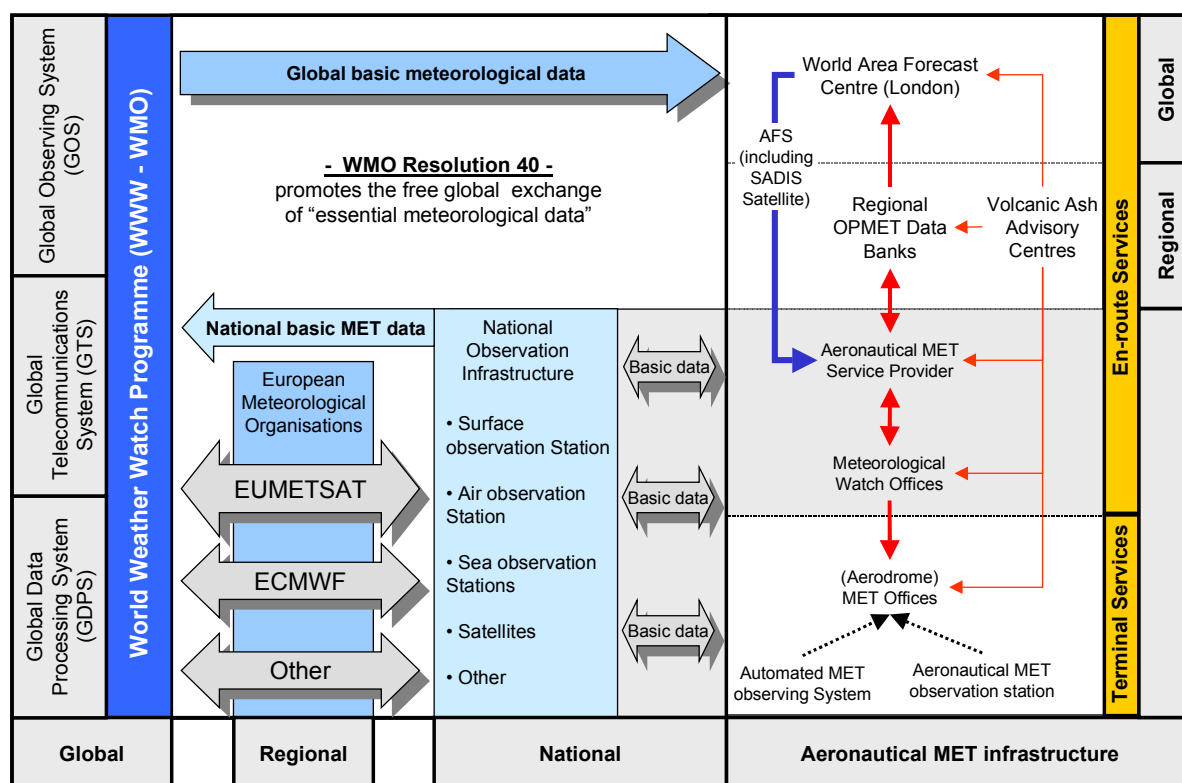 Global Observing System
(GOS)
Global
Telecommunications
System (GTS)
Global Data
Processing System
(GDPS)
World Weather Watch Programme (WWW - WMO)
Global basic meteorological data
- WMO Resolution 40 -
promotes the free global exchange
of “essential meteorological data”
National basic MET data
European
Meteorological
Organisations
EUMETSAT
ECMWF
Other
National
Observation
Infrastructure
• Surface
observation Station
• Air observation
Station
• Sea observation
Stations
• Satellites
• Other
Basic data
Basic data
Basic data
World Area Forecast
Centre (London)
AFS
(including
SADIS
Satellite)
Regional
OPMET Data
Banks
Volcanic Ash
Advisory
Centres
Aeronautical MET
Service Provider
Meteorological
Watch Offices
(Aerodrome)
MET Offices
Automated MET
observing System
Aeronautical MET
observation station
En-route Services
Terminal Services
Global
Regional
Global
Regional
National
Aeronautical MET infrastructure